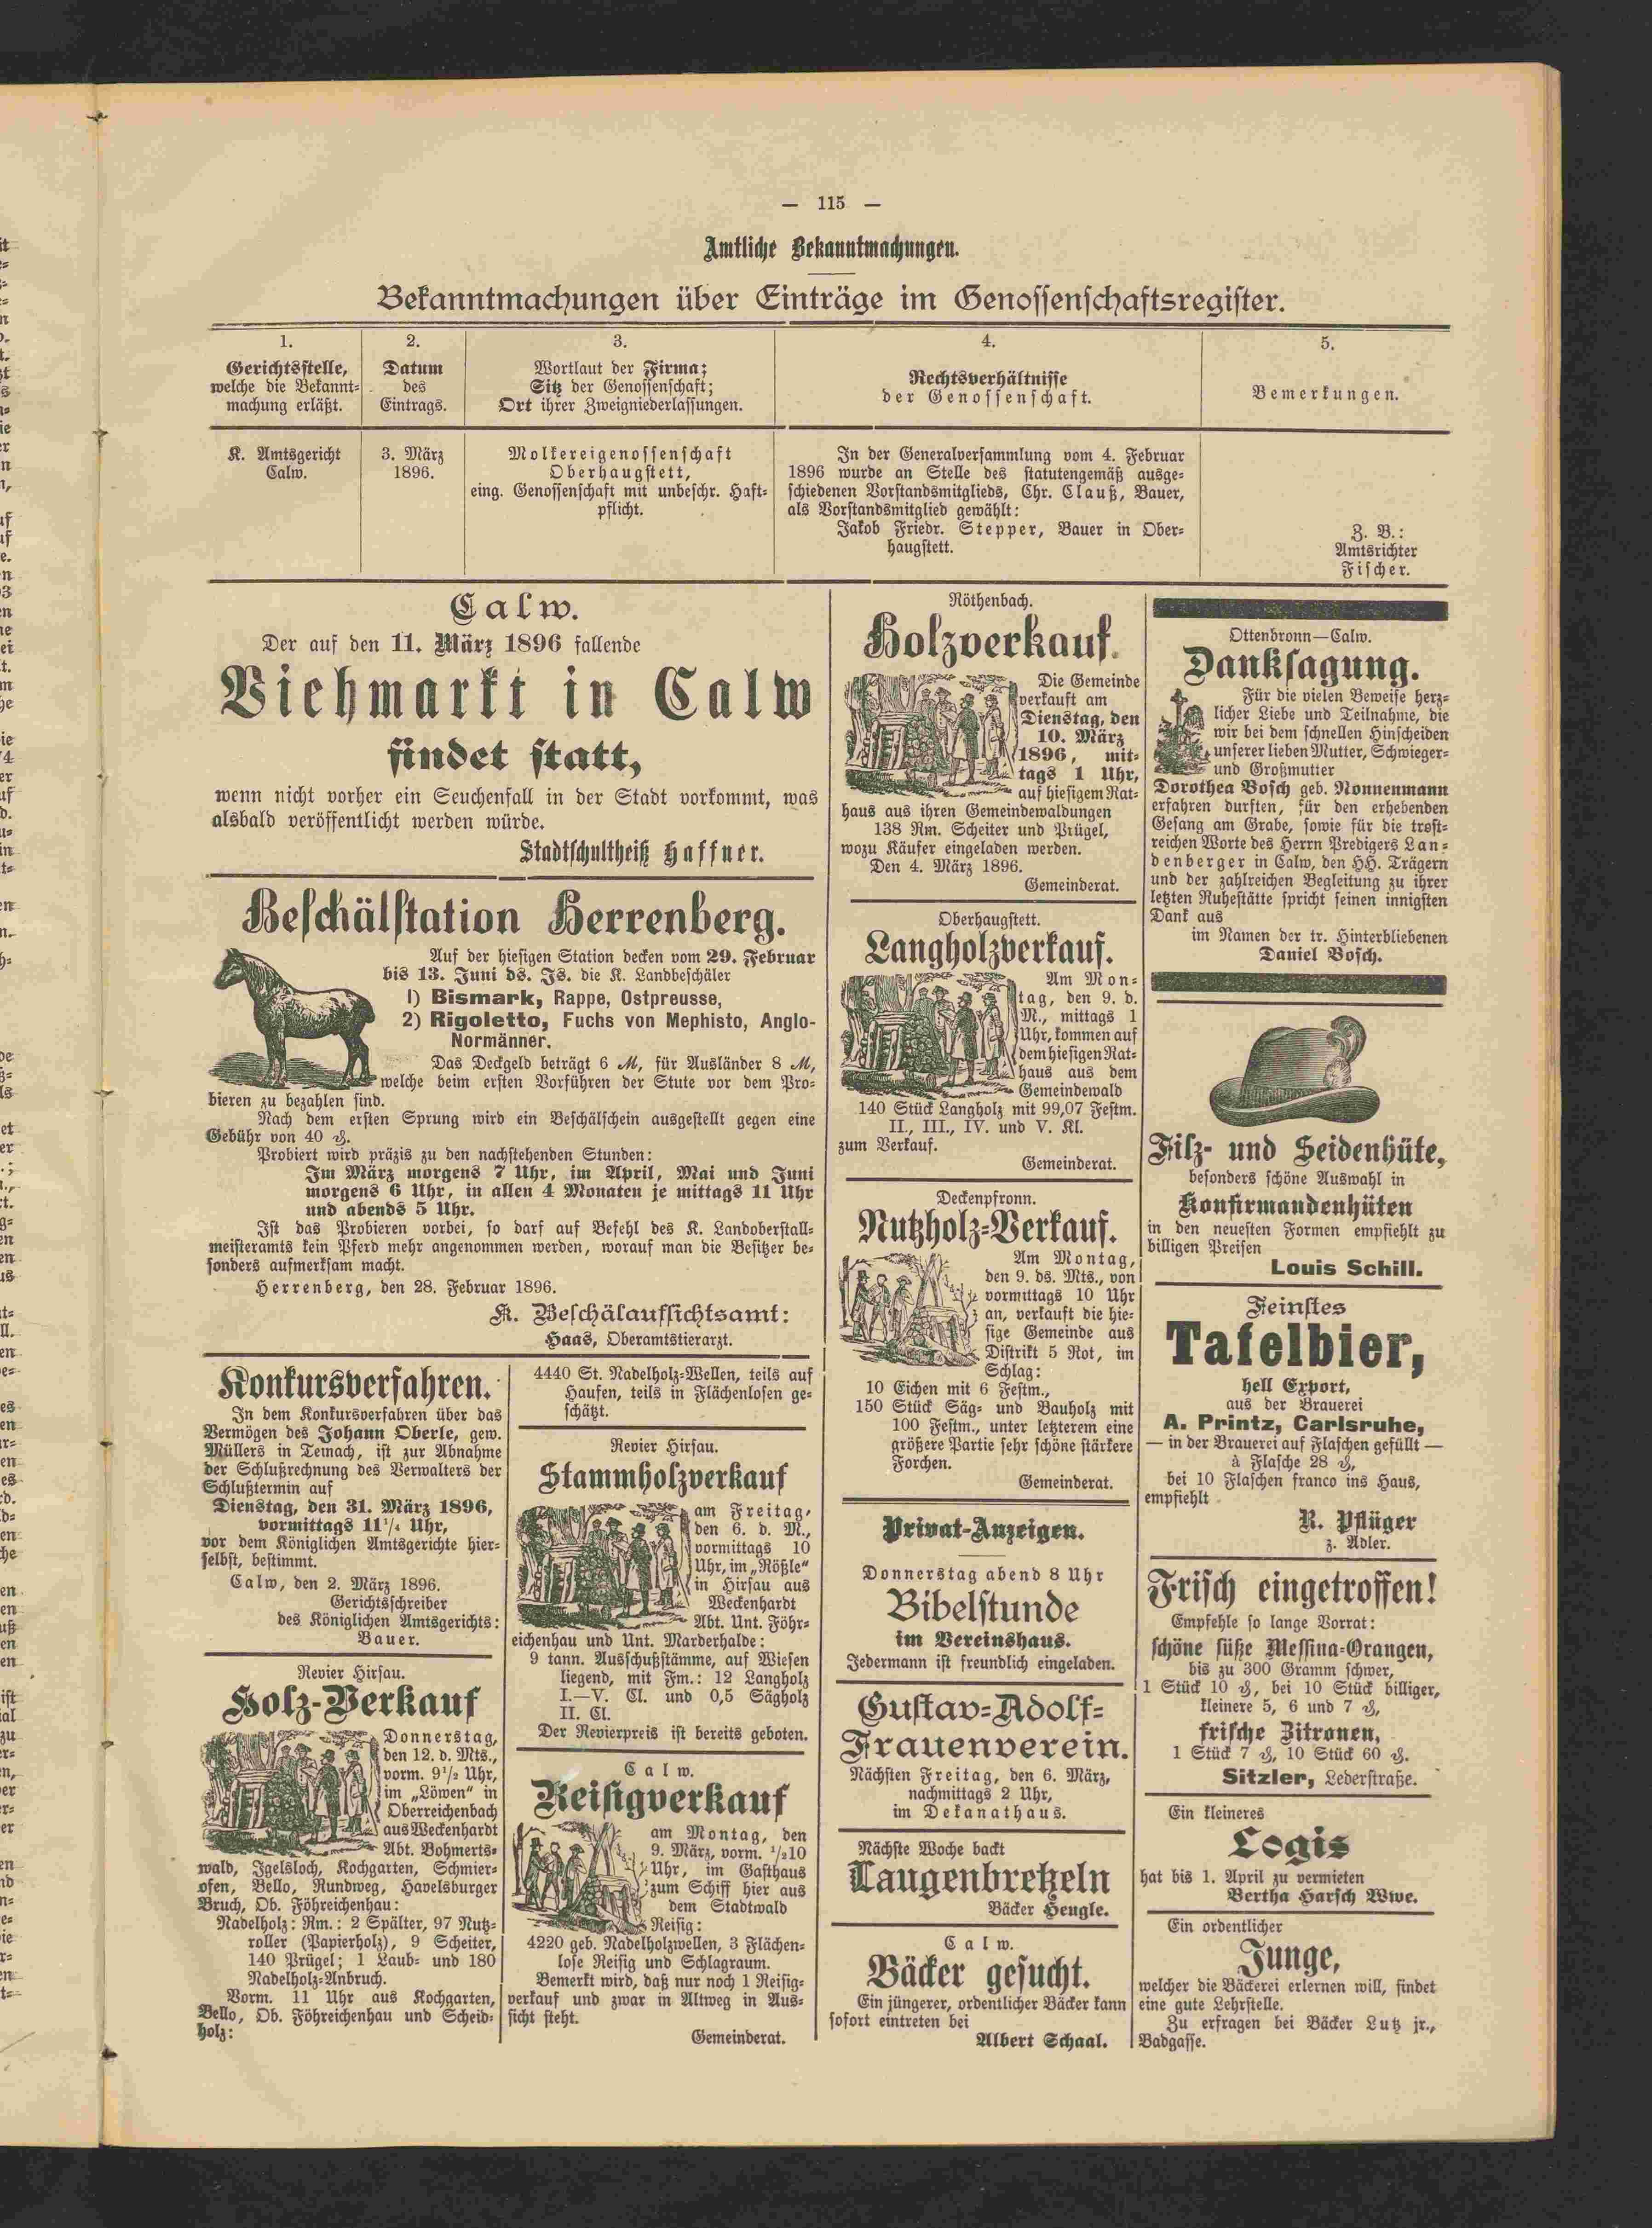 — 115 —
Amtliche Bekanntmachungen.
Bekanntmachungen über Einträge im Genossenschaftsregister.
1.
Gerichtsstelle,
welche die Bekannt-
machung erläßt.
2.
Datum
des
Eintrags.
3.
Wortlaut der Firma;
Sitz der Genossenschaft;
Ort ihrer Zweigniederlassungen.
4.
Rechtsverhältnisse
der Genossenschaft.
5.
Bemerkungen.
K. Amtsgericht
Calw.
3. März
1896.
Molkereigenossenschaft
Oberhaugstett,
eing. Genossenschaft mit unbeschr. Haft-
pflicht.
In der Generalversammlung vom 4. Februar
1896 wurde an Stelle des statutengemäß ausge-
schiedenen Vorstandsmitglieds, Chr. Clauß, Bauer,
als Vorstandsmitglied gewählt:
Jakob Friedr. Stepper, Bauer in Ober-
haugstett.
Z. B.:
Amtsrichter
Fischer.
Calw.
Der auf den 11. März 1896 fallende
Viehmarkt in Calw
findet statt,
wenn nicht vorher ein Seuchenfall in der Stadt vorkommt, was
alsbald veröffentlicht werden würde.
Stadtschultheiß Haffner.
Beschälstation Herrenberg.
Auf der hiesigen Station decken vom 29. Februar
bis 13. Juni ds. Js. die K. Landbeschäler
1) Bismark, Rappe, Ostpreusse,
2) Rigoletto, Fuchs von Mephisto, Anglo-
Normänner.
Das Deckgeld beträgt 6 M, für Ausländer 8 M,
welche beim ersten Vorführen der Stute vor dem Pro-
bieren zu bezahlen sind.
Nach dem ersten Sprung wird ein Beschälschein ausgestellt gegen eine
Gebühr von 40 ₰.
Probiert wird präzis zu den nachstehenden Stunden:
Im März morgens 7 Uhr, im April, Mai und Juni
morgens 6 Uhr, in allen 4 Monaten je mittags 11 Uhr
und abends 5 Uhr.
Ist das Probieren vorbei, so darf auf Befehl des K. Landoberstall-
meisteramts kein Pferd mehr angenommen werden, worauf man die Besitzer be-
sonders aufmerksam macht.
Herrenberg, den 28. Februar 1896.
K. Beschälaufsichtsamt:
Haas, Oberamtstierarzt.
Konkursverfahren.
In dem Konkursverfahren über das
Vermögen des Johann Oberle, gew.
Müllers in Teinach, ist zur Abnahme
der Schlußrechnung des Verwalters der
Schlußtermin auf
Dienstag, den 31. März 1896,
vormittags 11¼ Uhr,
vor dem Königlichen Amtsgerichte hier-
selbst, bestimmt.
Calw, den 2. März 1896.
Gerichtsschreiber
des Königlichen Amtsgerichts:
Bauer.
Revier Hirsau.
Holz-Verkauf
Donnerstag,
den 12. d. Mts.,
vorm. 9½ Uhr,
im „Löwen“ in
Oberreichenbach
aus Weckenhardt
Abt. Bohmerts-
wald, Igelsloch, Kochgarten, Schmier-
ofen, Bello, Rundweg, Havelsburger
Bruch, Ob. Föhreichenhau:
Nadelholz: Rm.: 2 Spälter, 97 Nutz-
roller (Papierholz), 9 Scheiter,
140 Prügel; 1 Laub- und 180
Nadelholz-Anbruch.
Vorm. 11 Uhr aus Kochgarten,
Bello, Ob. Föhreichenhau und Scheid-
holz:
4440 St. Nadelholz-Wellen, teils auf
Haufen, teils in Flächenlosen ge-
schätzt.
Revier Hirsau.
Stammholzverkauf
am Freitag,
den 6. d. M.,
vormittags 10
Uhr, im „Rößle“
in Hirsau aus
Weckenhardt
Abt. Unt. Föhr-
eichenhau und Unt. Marderhalde:
9 tann. Ausschußstämme, auf Wiesen
liegend, mit Fm.: 12 Langholz
I.—V. Cl. und 0,5 Sägholz
II. Cl.
Der Revierpreis ist bereits geboten.
Calw.
Reisigverkauf
am Montag, den
9. März, vorm. ½10
Uhr, im Gasthaus
zum Schiff hier aus
dem Stadtwald
Reisig:
4220 geb. Nadelholzwellen, 3 Flächen-
lose Reisig und Schlagraum.
Bemerkt wird, daß nur noch 1 Reisig-
verkauf und zwar in Altweg in Aus-
sicht steht.
Gemeinderat.
Röthenbach.
Holzverkauf.
Die Gemeinde
verkauft am
Dienstag, den
10. März
1896, mit-
tags 1 Uhr,
auf hiesigem Rat-
haus aus ihren Gemeindewaldungen
138 Rm. Scheiter und Prügel,
wozu Käufer eingeladen werden.
Den 4. März 1896.
Gemeinderat.
Oberhaugstett.
Langholzverkauf.
Am Mon-
tag, den 9. d.
M., mittags 1
Uhr, kommen auf
dem hiesigen Rat-
haus aus dem
Gemeindewald
140 Stück Langholz mit 99,07 Festm.
II., III., IV. und V. Kl.
zum Verkauf.
Gemeinderat.
Deckenpfronn.
Nutzholz-Verkauf.
Am Montag,
den 9. ds. Mts., von
vormittags 10 Uhr
an, verkauft die hie-
sige Gemeinde aus
Distrikt 5 Rot, im
Schlag:
10 Eichen mit 6 Festm.,
150 Stück Säg- und Bauholz mit
100 Festm., unter letzterem eine
größere Partie sehr schöne stärkere
Forchen.
Gemeinderat.
Privat-Anzeigen.
Donnerstag abend 8 Uhr
Bibelstunde
im Vereinshaus.
Jedermann ist freundlich eingeladen.
Gustav-Adolf-
Frauenverein.
Nächsten Freitag, den 6. März,
nachmittags 2 Uhr,
im Dekanathaus.
Nächste Woche backt
Laugenbretzeln
Bäcker Heugle.
Calw.
Bäcker gesucht.
Ein jüngerer, ordentlicher Bäcker kann
sofort eintreten bei
Albert Schaal.
Ottenbronn—Calw.
Danksagung.
Für die vielen Beweise herz-
licher Liebe und Teilnahme, die
wir bei dem schnellen Hinscheiden
unserer lieben Mutter, Schwieger-
und Großmutter
Dorothea Bosch geb. Nonnenmann
erfahren durften, für den erhebenden
Gesang am Grabe, sowie für die trost-
reichen Worte des Herrn Predigers Lan-
denberger in Calw, den HH. Trägern
und der zahlreichen Begleitung zu ihrer
letzten Ruhestätte spricht seinen innigsten
Dank aus
im Namen der tr. Hinterbliebenen
Daniel Bosch.
Filz- und Seidenhüte,
besonders schöne Auswahl in
Konfirmandenhüten
in den neuesten Formen empfiehlt zu
billigen Preisen
Louis Schill.
Feinstes
Tafelbier,
hell Export,
aus der Brauerei
A. Printz, Carlsruhe,
— in der Brauerei auf Flaschen gefüllt —
à Flasche 28 ₰,
bei 10 Flaschen franco ins Haus,
empfiehlt
R. Pflüger
z. Adler.
Frisch eingetroffen!
Empfehle so lange Vorrat:
schöne süße Messina-Orangen,
bis zu 300 Gramm schwer,
1 Stück 10 ₰, bei 10 Stück billiger,
kleinere 5, 6 und 7 ₰,
frische Zitronen,
1 Stück 7 ₰, 10 Stück 60 ₰.
Sitzler, Lederstraße.
Ein kleineres
Logis
hat bis 1. April zu vermieten
Bertha Harsch Wwe.
Ein ordentlicher
Junge,
welcher die Bäckerei erlernen will, findet
eine gute Lehrstelle.
Zu erfragen bei Bäcker Lutz jr.,
Badgasse.